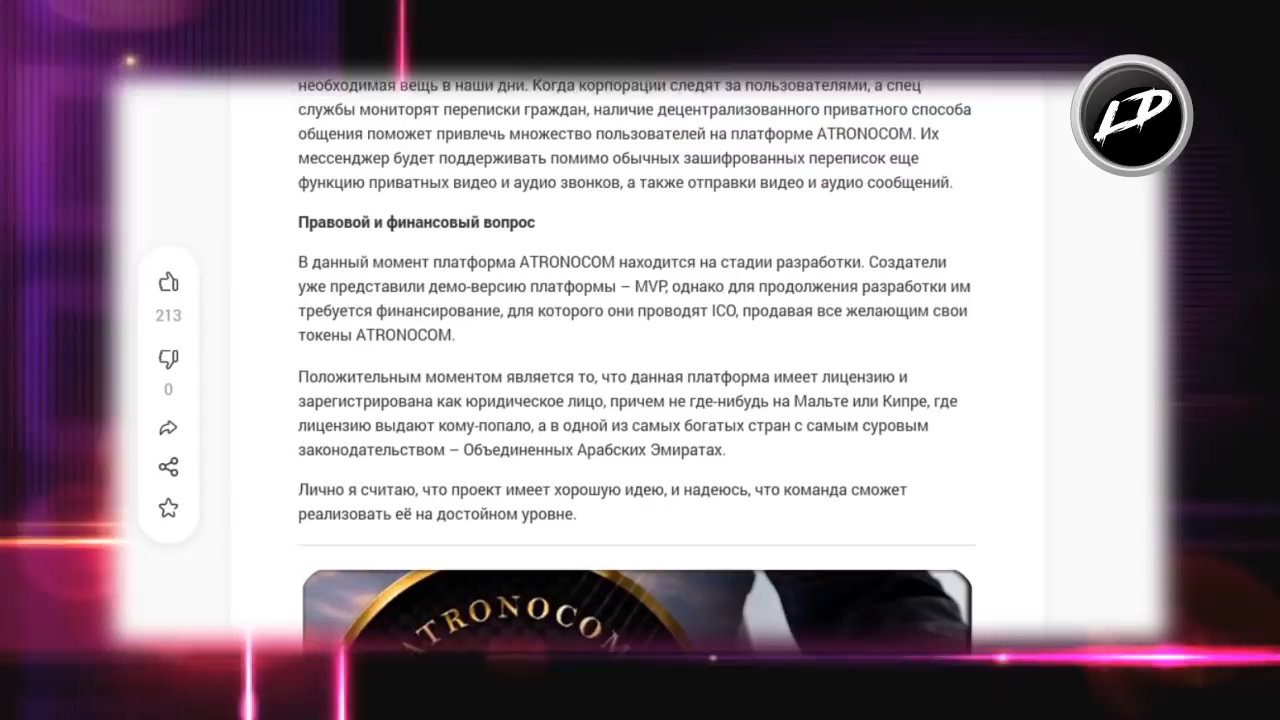 необходимая вещь в наши дни. Когда корпорации следят за пользователями, а спец
службы мониторят переписки граждан, наличие децентрализованного приватного способа
общения поможет привлечь множество пользователей на платформе ATRONOCOM. Их
мессенджер будет поддерживать помимо обычных зашифрованных переписок еще
функцию приватных видео и аудио звонков, а также отправки видео и аудио сообщений.
Правовой и финансовый вопрос
В данный момент платформа ATRONOCOM находится на стадии разработки. Создатели
уже представили демо-версию платформы – MVP, однако для продолжения разработки им
требуется финансирование, для которого они проводят ICO, продавая все желающим свои
токены ATRONOCOM.
Положительным моментом является то, что данная платформа имеет лицензию и
зарегистрирована как юридическое лицо, причем не где-нибудь на Мальте или Кипре, где
лицензию выдают кому-попало, а в одной из самых богатых стран с самым суровым
законодательством – Объединенных Арабских Эмиратах.
Лично я считаю, что проект имеет хорошую идею, и надеюсь, что команда сможет
реализовать её на достойном уровне.
213
0
LP
ATRONOCOM